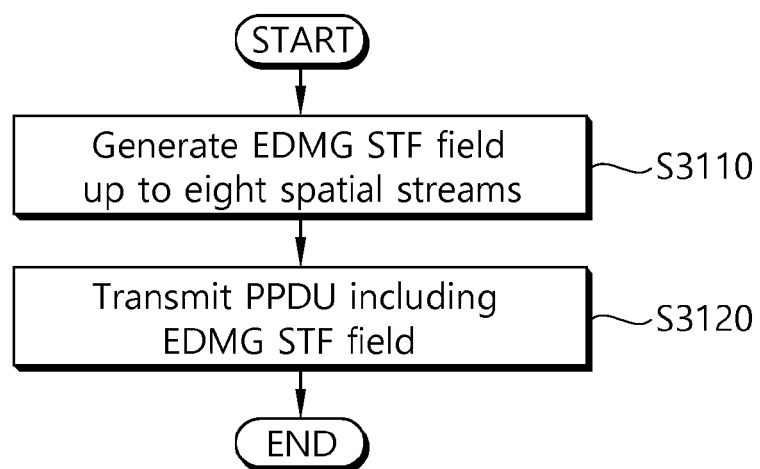 START
Generate EDMG STF field
up to eight spatial streams
S3110
Transmit PPDU including
EDMG STF field
S3120
END